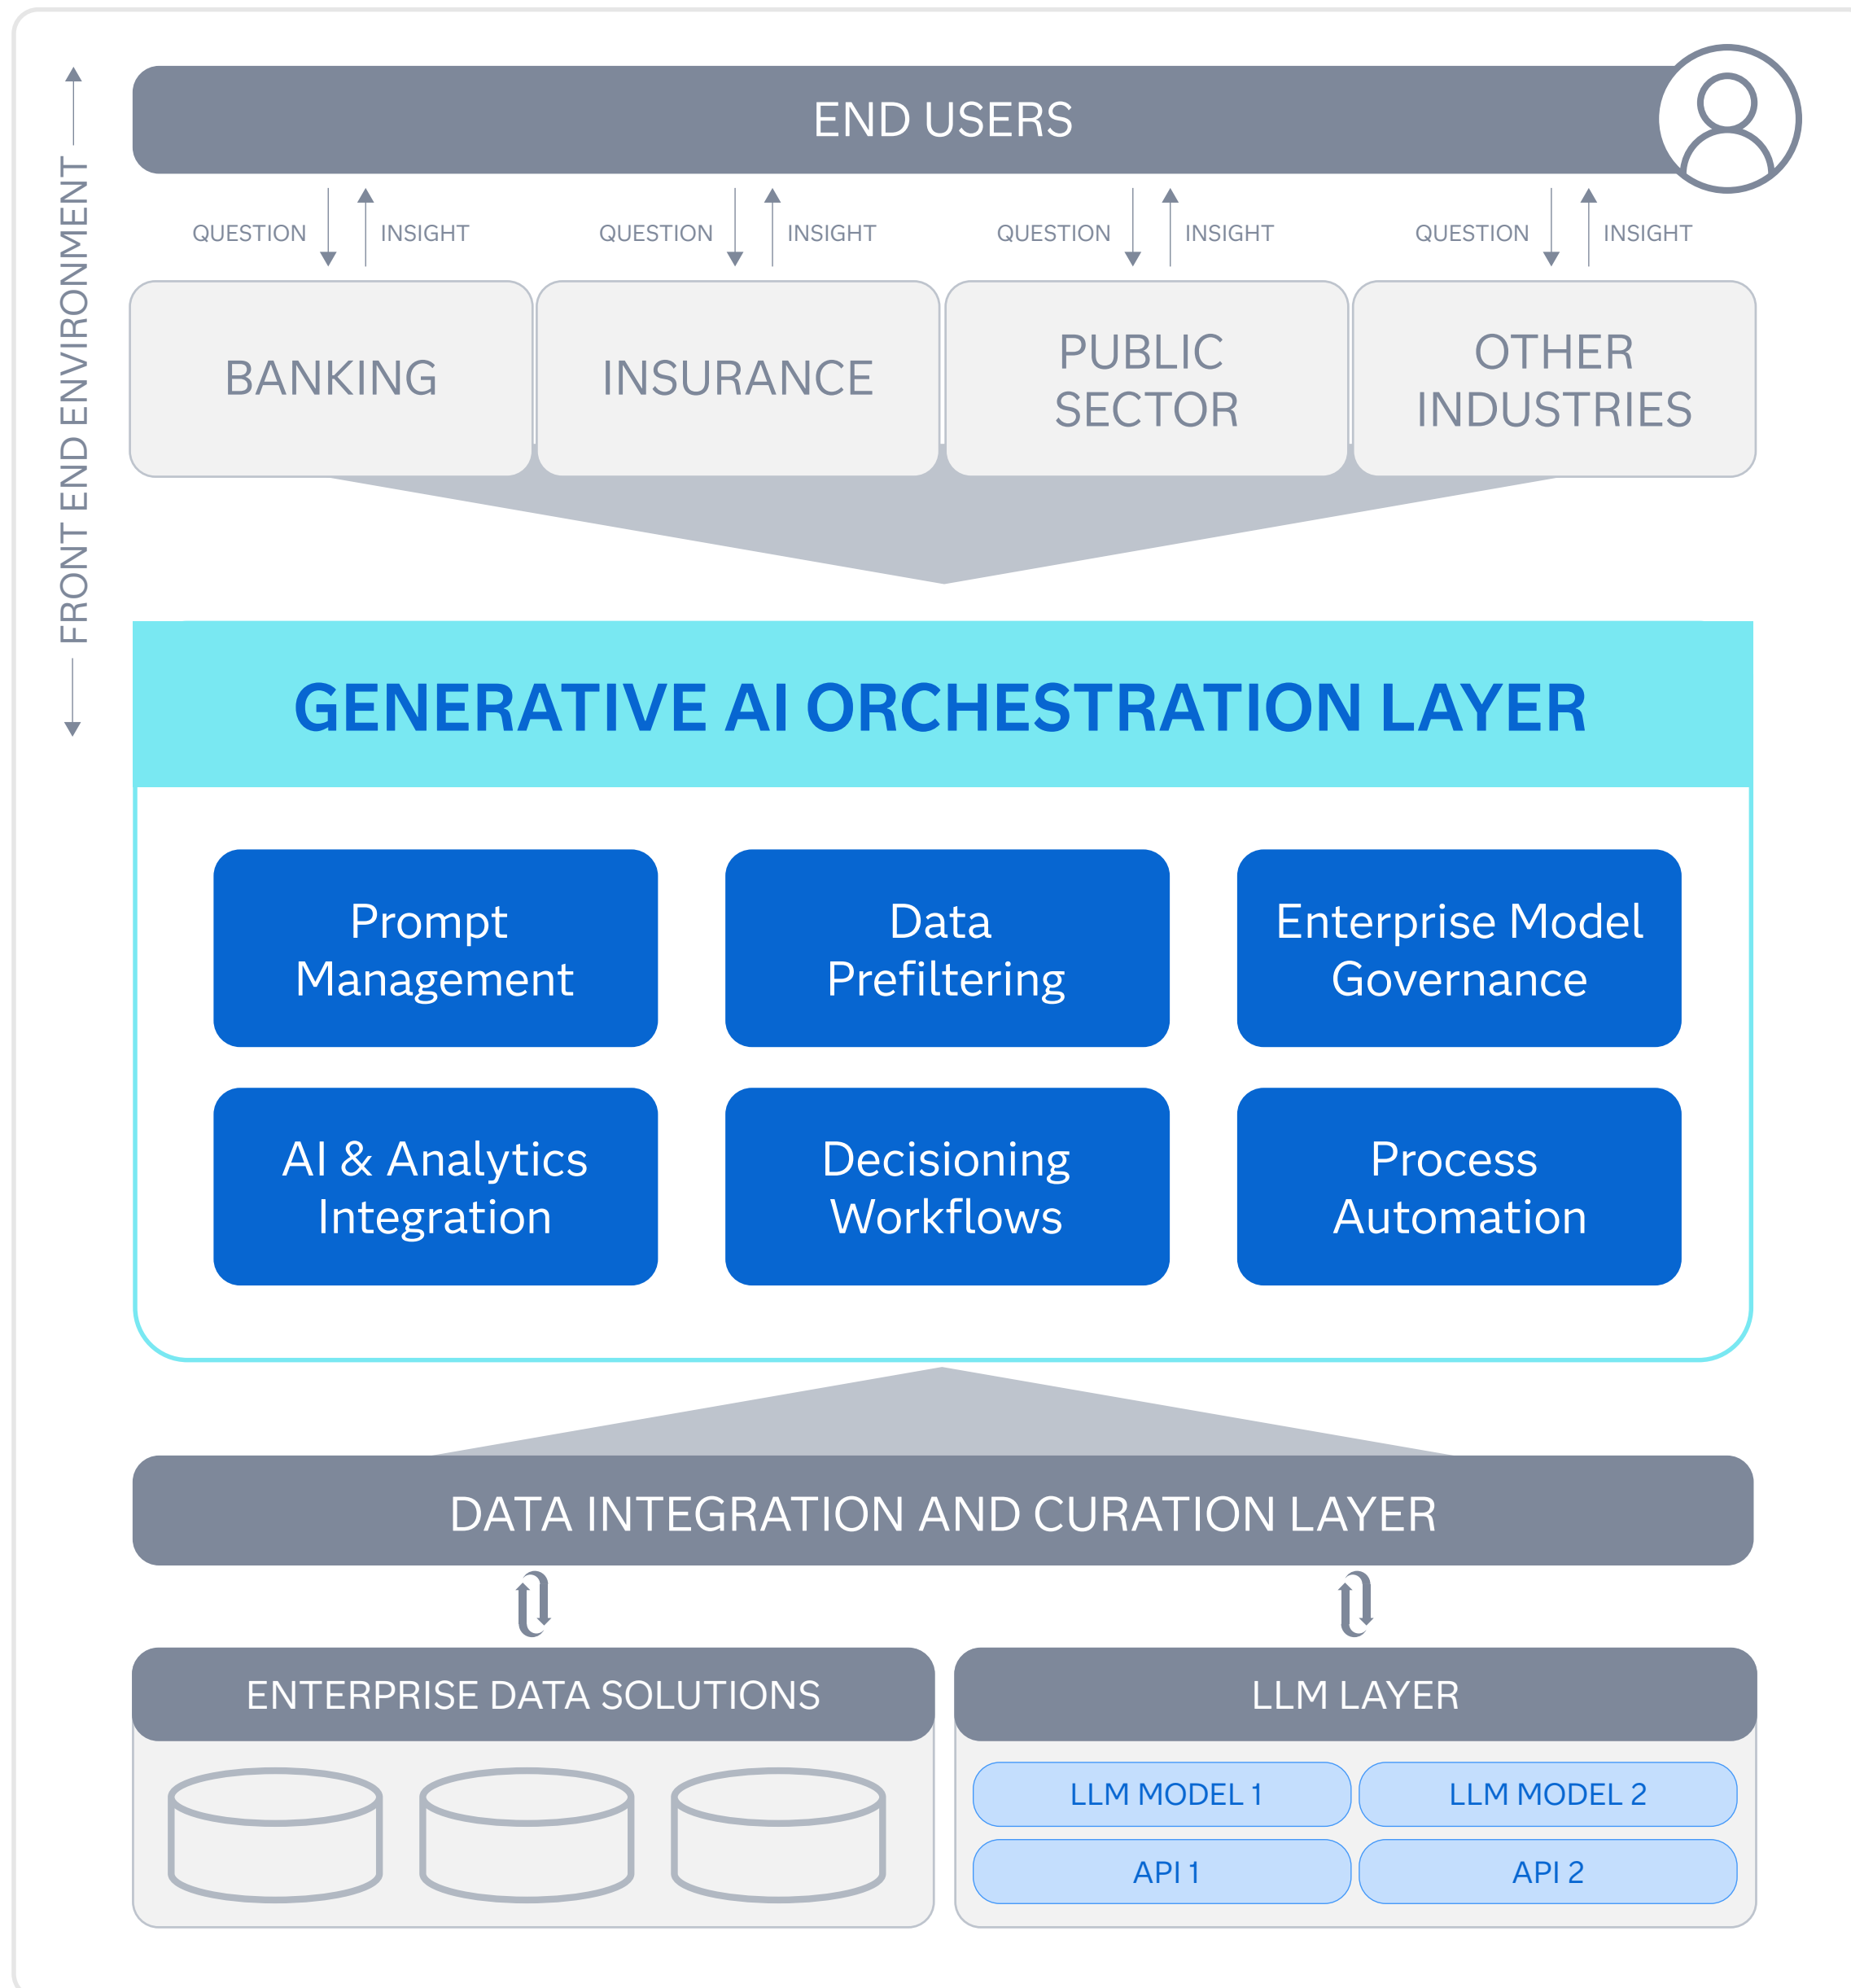 END USERS
FRONT END ENVIRONMENT
QUESTION INSIGHT QUESTION INSIGHT QUESTION INSIGHT QUESTION INSIGHT
BANKING
INSURANCE
PUBLIC
SECTOR
OTHER
INDUSTRIES
GENERATIVE AI ORCHESTRATION LAYER
Prompt
Management
Data
Prefiltering
Enterprise Model
Governance
AI & Analytics
Integration
Decisioning
Workflows
Process
Automation
DATA INTEGRATION AND CURATION LAYER
ENTERPRISE DATA SOLUTIONS
LLM LAYER
LLM MODEL 1
LLM MODEL 2
API 1
API 2